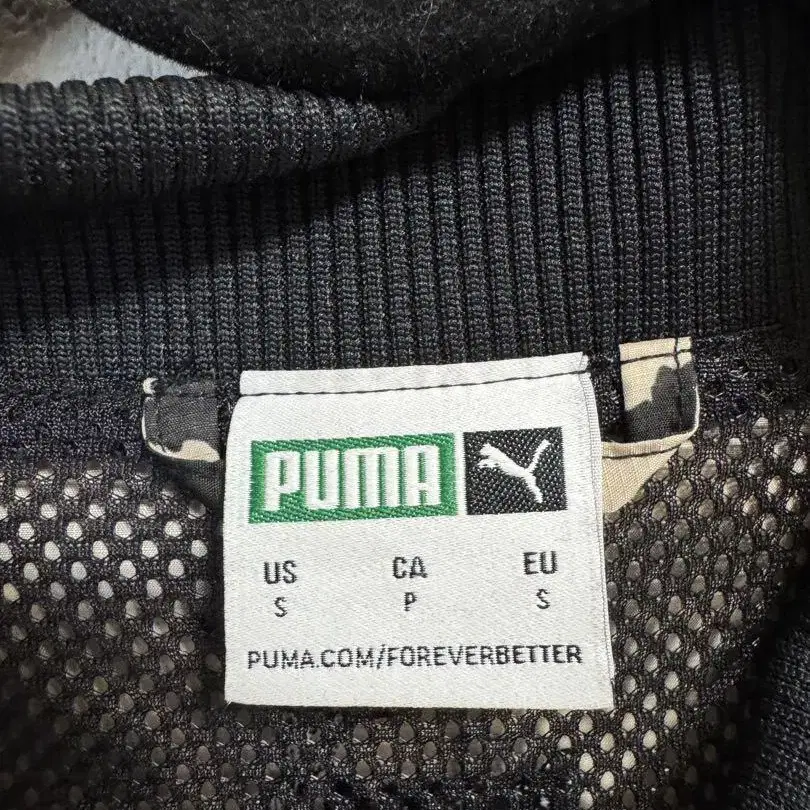 PUMA
US CA EU
S P S
PUMA.COM/FOREVERBETTER